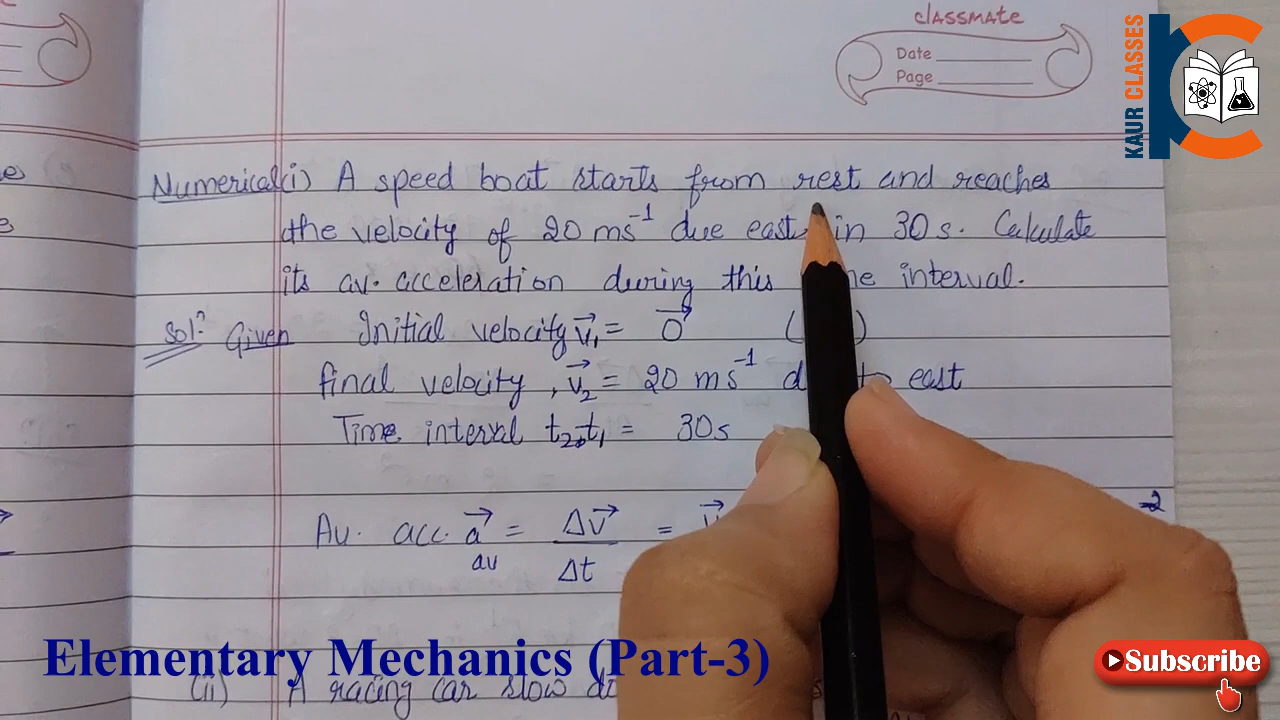 classmate
Date
Page
KAUR CLASSES
Numerical(i) A speed boat starts from rest and reaches
the velocity of 20 ms⁻¹ due east in 30 s. Calculate
its av. acceleration during this interval.
Sol? Given Initial velocity v⃗₁ = 0⃗ ( )
final velocity, v⃗₂ = 20 ms⁻¹ east
Time interval t₂-t₁ = 30s
Av. acc. a⃗av = Δv⃗/Δt = v⃗ -2
Elementary Mechanics (Part-3)
Subscribe
(ii) A racing car slow